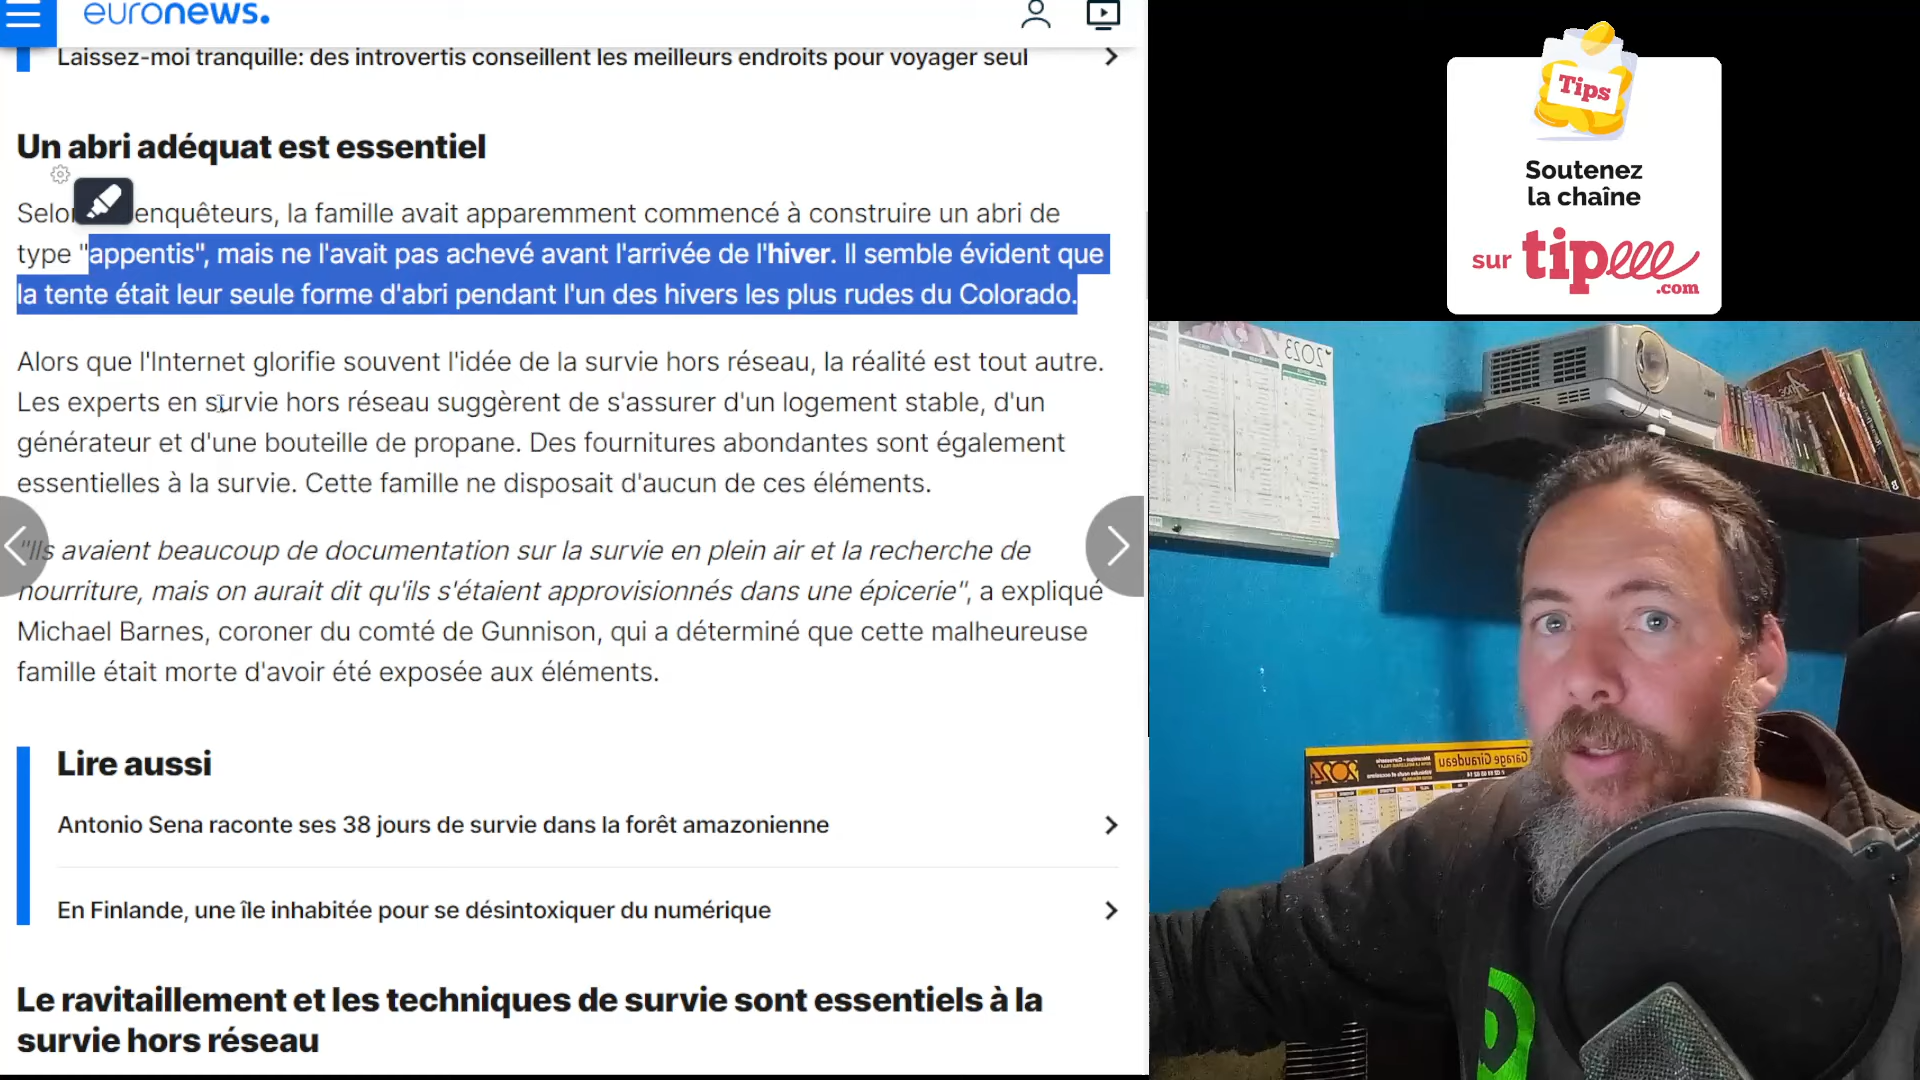 euronews.
Laissez-moi tranquille: des introvertis conseillent les meilleurs endroits pour voyager seul
Un abri adéquat est essentiel
enquêteurs, la famille avait apparemment commencé à construire un abri de
type "appentis", mais ne l'avait pas achevé avant l'arrivée de l'hiver. Il semble évident que
la tente était leur seule forme d'abri pendant l'un des hivers les plus rudes du Colorado.
Alors que l'Internet glorifie souvent l'idée de la survie hors réseau, la réalité est tout autre.
Les experts en survie hors réseau suggèrent de s'assurer d'un logement stable, d'un
générateur et d'une bouteille de propane. Des fournitures abondantes sont également
essentielles à la survie. Cette famille ne disposait d'aucun de ces éléments.
"Ils avaient beaucoup de documentation sur la survie en plein air et la recherche de
nourriture, mais on aurait dit qu'ils s'étaient approvisionnés dans une épicerie", a expliqué
Michael Barnes, coroner du comté de Gunnison, qui a déterminé que cette malheureuse
famille était morte d'avoir été exposée aux éléments.
Lire aussi
Antonio Sena raconte ses 38 jours de survie dans la forêt amazonienne
En Finlande, une île inhabitée pour se désintoxiquer du numérique
Le ravitaillement et les techniques de survie sont essentiels à la
survie hors réseau
Tips
Soutenez
la chaîne
sur tipeee
.com
2023
Garage Giraudeau